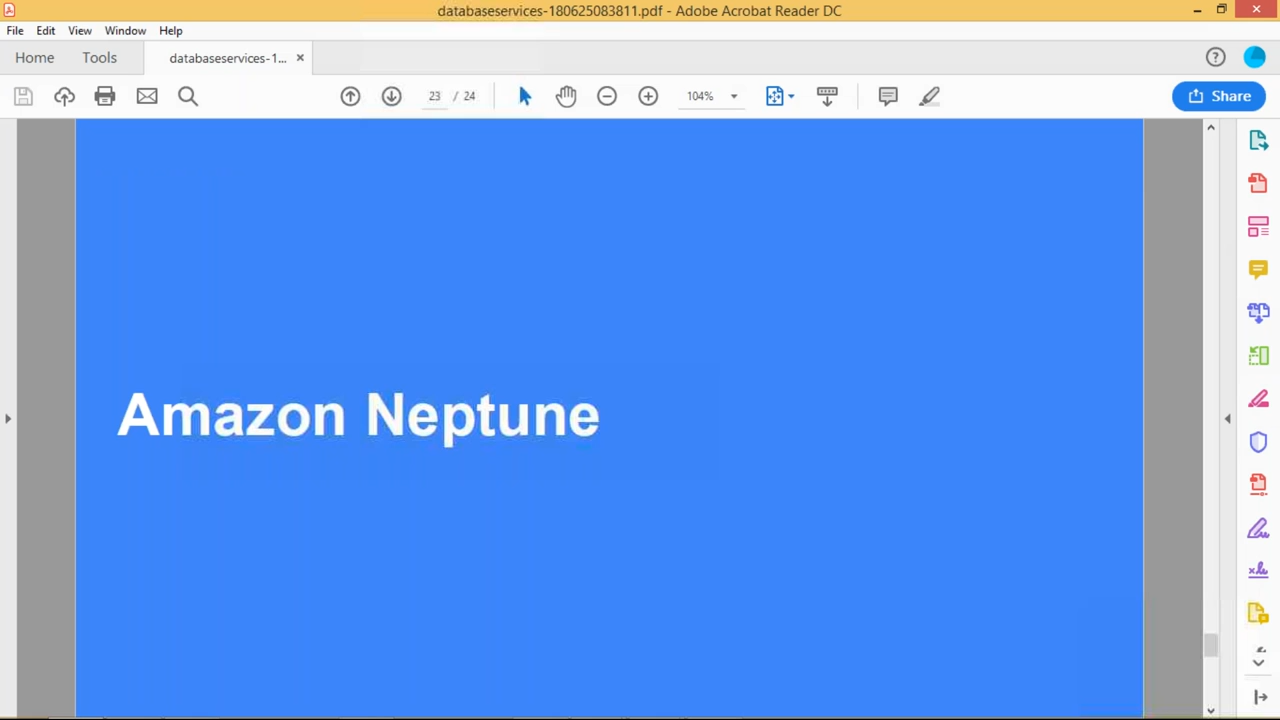 databaseservices-180625083811.pdf - Adobe Acrobat Reader DC
File Edit View Window Help
Home Tools databaseservices-1... ×
23 / 24 104% Share
Amazon Neptune